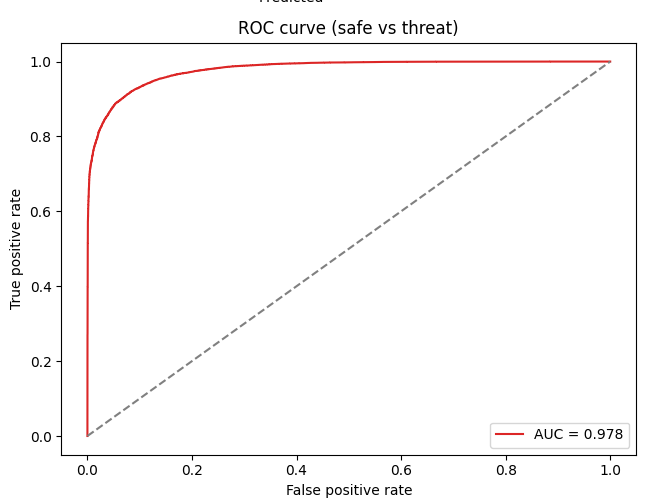 Predicted
ROC curve (safe vs threat)
1.0
0.8
0.6
0.4
0.2
0.0
True positive rate
AUC = 0.978
0.0 0.2 0.4 0.6 0.8 1.0
False positive rate